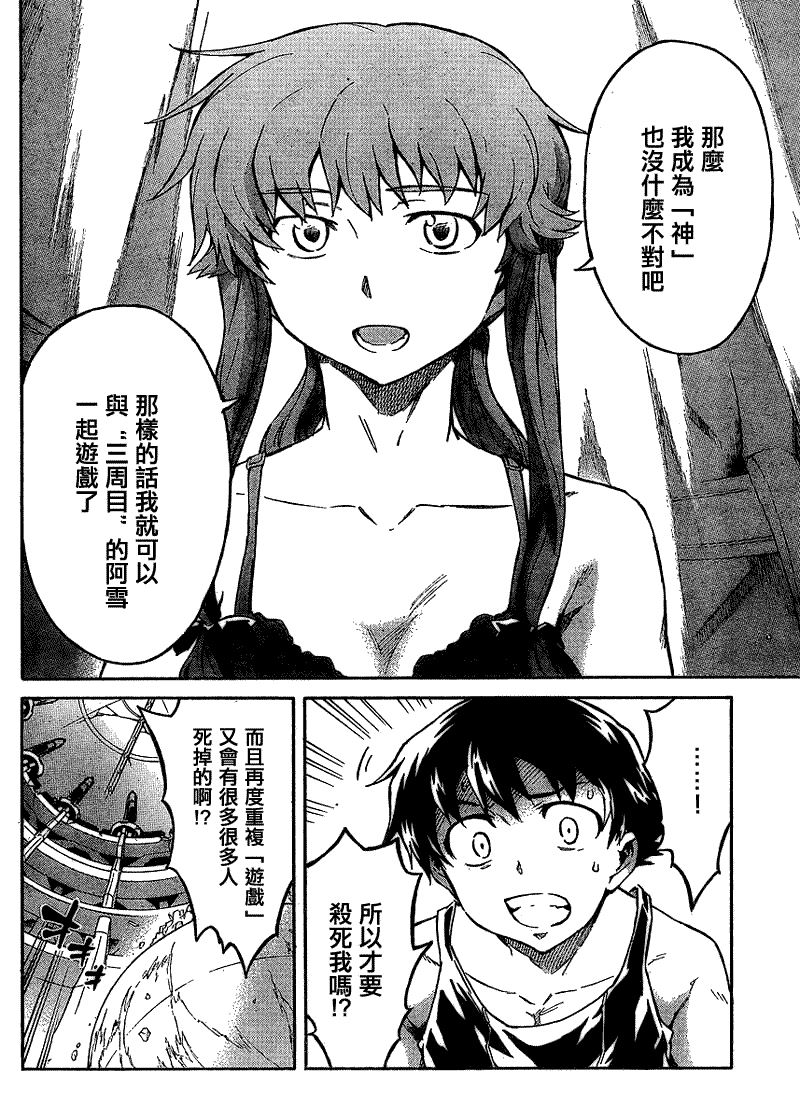 那麼
我成為「神」
也沒什麼不對吧
那樣的話我就可以
與“三周目”的阿雪
一起遊戲了
……！
所以才要
殺死我嗎!?
而且再度重複「遊戲」
又會有很多很多人
死掉的啊!?
オオオ